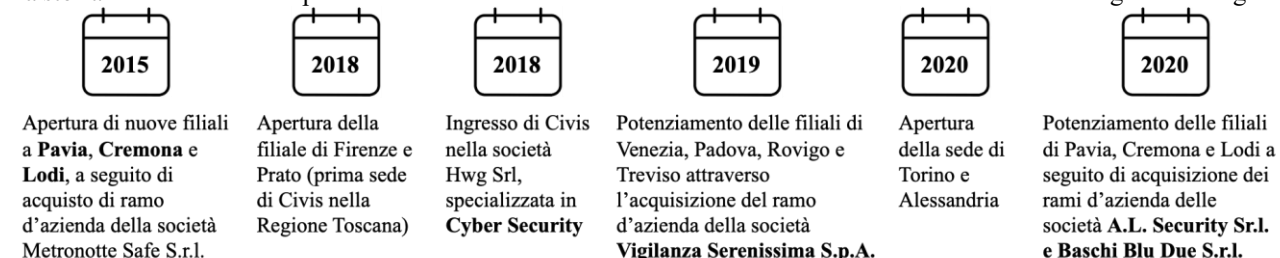 2015
Apertura di nuove filiali
a Pavia, Cremona e
Lodi, a seguito di
acquisto di ramo
d’azienda della società
Metronotte Safe S.r.l.
2018
Apertura della
filiale di Firenze e
Prato (prima sede
di Civis nella
Regione Toscana)
2018
Ingresso di Civis
nella società
Hwg Srl,
specializzata in
Cyber Security
2019
Potenziamento delle filiali di
Venezia, Padova, Rovigo e
Treviso attraverso
l’acquisizione del ramo
d’azienda della società
Vigilanza Serenissima S.p.A.
2020
Apertura
della sede di
Torino e
Alessandria
2020
Potenziamento delle filiali
di Pavia, Cremona e Lodi a
seguito di acquisizione dei
rami d’azienda delle
società A.L. Security Sr.l.
e Baschi Blu Due S.r.l.